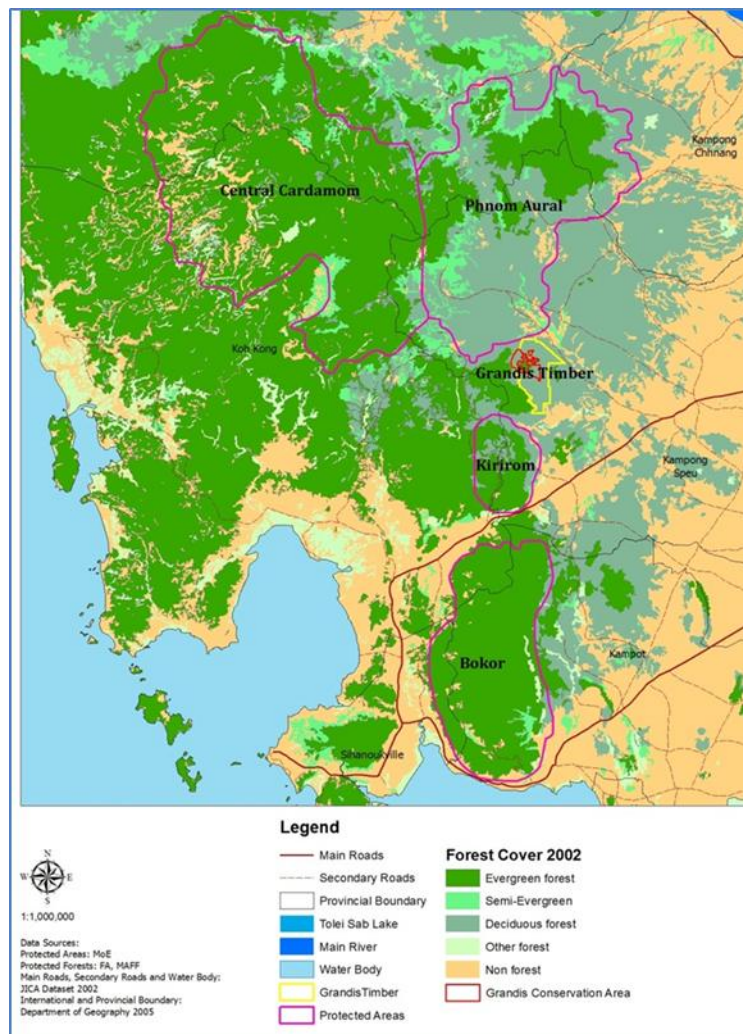 Kampong
Chhnang
Central Cardamom
Phnom Aural
Koh Kong
Grandis Timber
Kirirom
Kampong
Speu
Bokor
Kampot
Sihanoukville
Legend
Main Roads
Secondary Roads
Provincial Boundary
Tolei Sab Lake
Main River
Water Body
GrandisTimber
Protected Areas
Forest Cover 2002
Evergreen forest
Semi-Evergreen
Deciduous forest
Other forest
Non forest
Grandis Conservation Area
N
W E
S
1:1,000,000
Data Sources:
Protected Areas: MoE
Protected Forests: FA, MAFF
Main Roads, Secondary Roads and Water Body:
JICA Dataset 2002
International and Provincial Boundary:
Department of Geography 2005